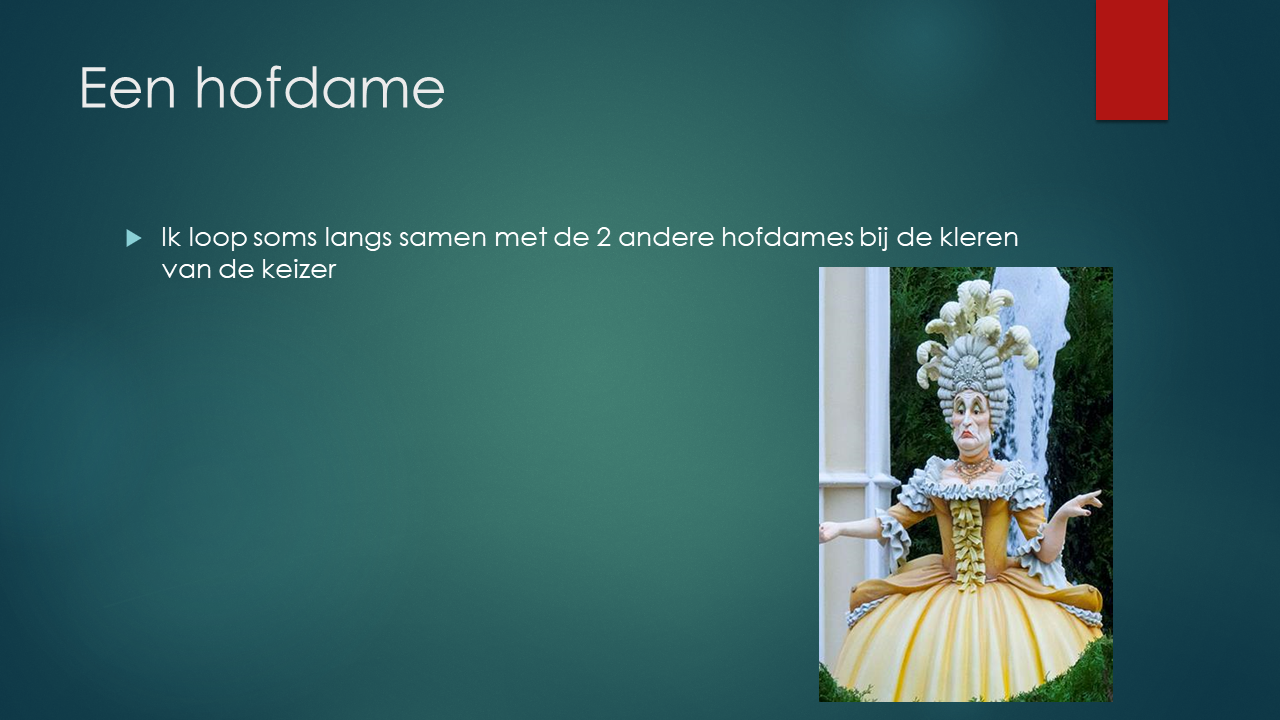 Een hofdame
Ik loop soms langs samen met de 2 andere hofdames bij de kleren
van de keizer